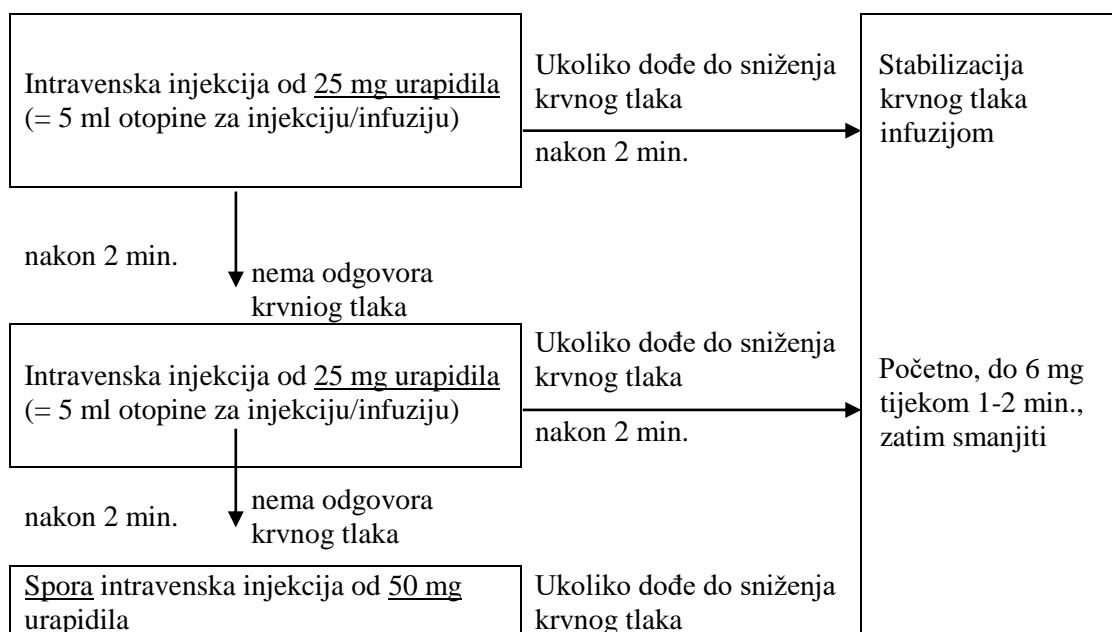 Intravenska injekcija od 25 mg urapidila
(= 5 ml otopine za injekciju/infuziju)
Ukoliko dođe do sniženja
krvnog tlaka
nakon 2 min.
Stabilizacija
krvnog tlaka
infuzijom
nakon 2 min.
nema odgovora
krvniog tlaka
Intravenska injekcija od 25 mg urapidila
(= 5 ml otopine za injekciju/infuziju)
Ukoliko dođe do sniženja
krvnog tlaka
nakon 2 min.
Početno, do 6 mg
tijekom 1-2 min.,
zatim smanjiti
nakon 2 min.
nema odgovora
krvnog tlaka
Spora intravenska injekcija od 50 mg
urapidila
Ukoliko dođe do sniženja
krvnog tlaka